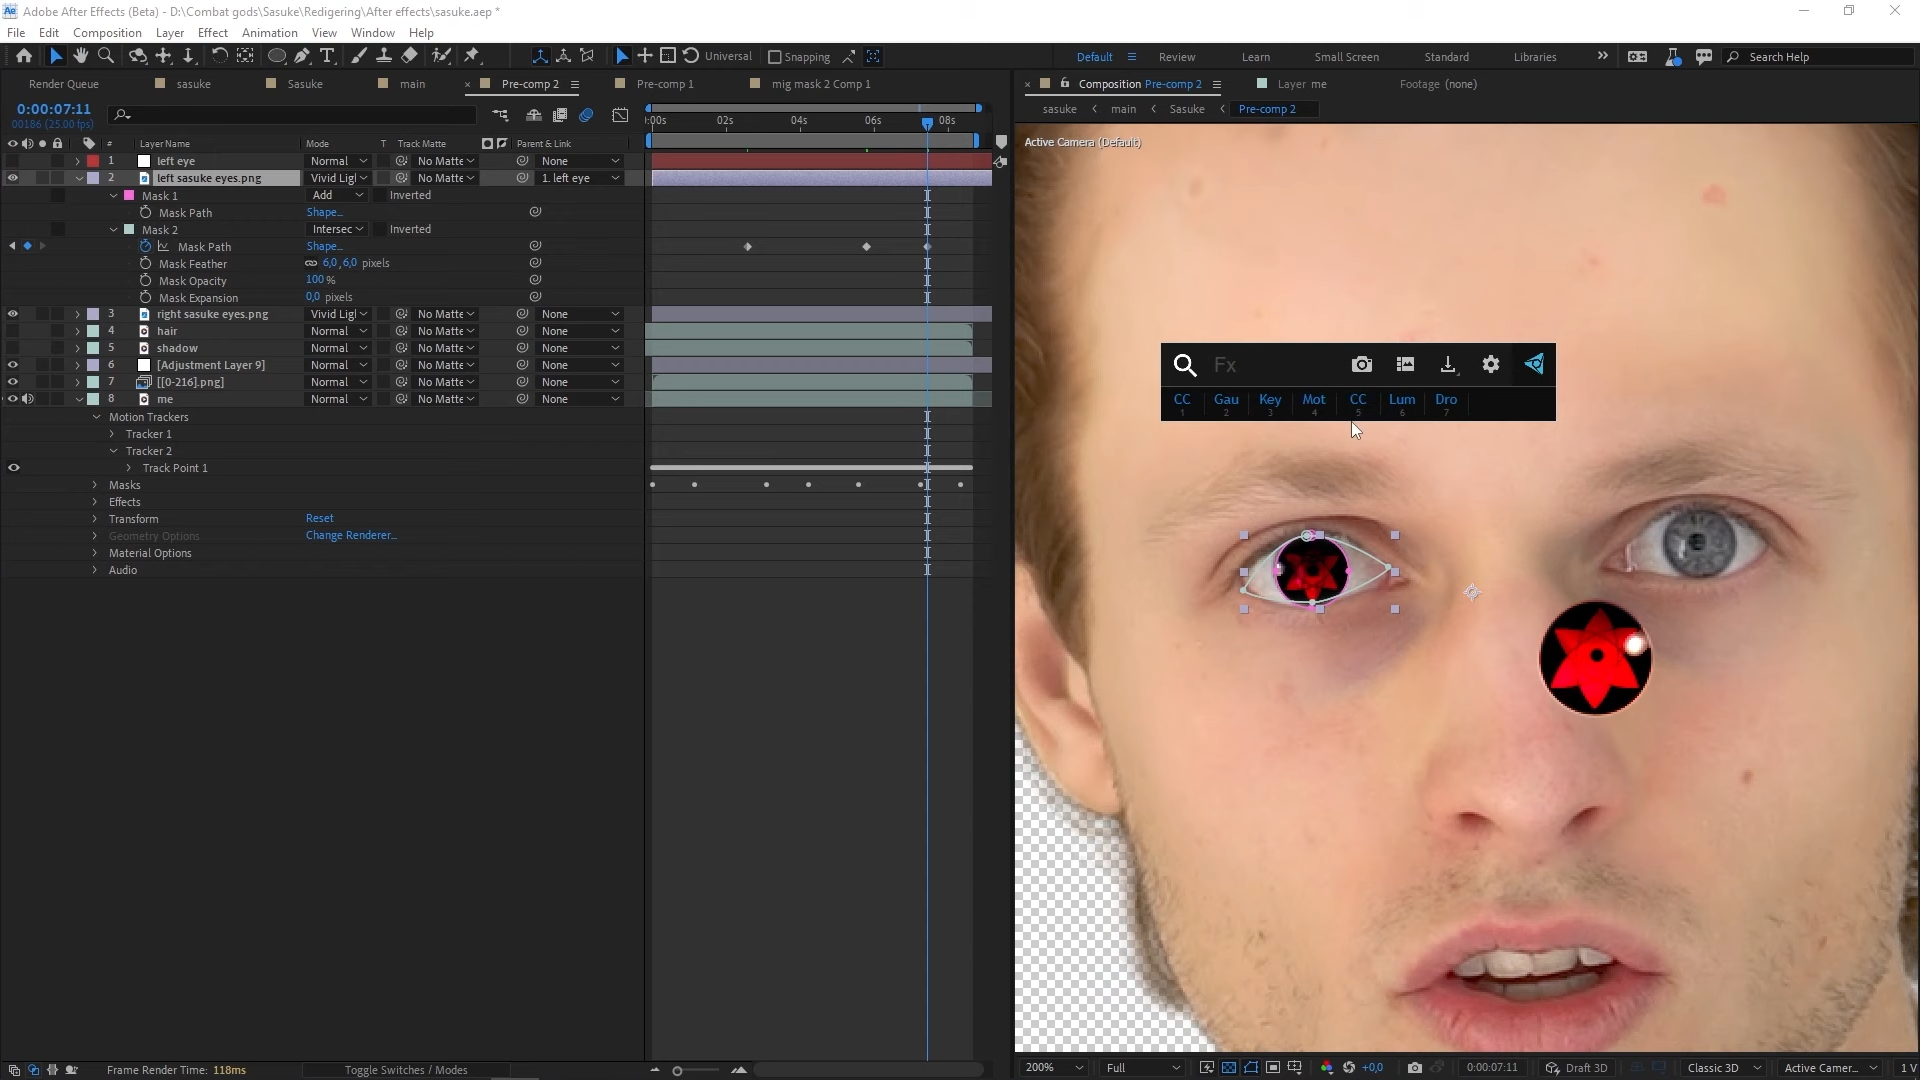 Adobe After Effects (Beta) - D:\Combat gods\Sasuke\Redigering\After effects\sasuke.aep *
File Edit Composition Layer Effect Animation View Window Help
Universal Snapping Default Review Learn Small Screen Standard Libraries Search Help
Render Queue sasuke Sasuke main Pre-comp 2 Pre-comp 1 mig mask 2 Comp 1
Composition Pre-comp 2 Layer me Footage (none)
0:00:07:11
00186 (25.00 fps)
sasuke main Sasuke Pre-comp 2
:00s 02s 04s 06s 08s
# Layer Name Mode T Track Matte Parent & Link
Active Camera (Default)
1 left eye Normal No Matte None
2 left sasuke eyes.png Vivid Ligl No Matte 1. left eye
Mask 1 Add Inverted
Mask Path Shape...
Mask 2 Intersec Inverted
Mask Path Shape...
Mask Feather 6,0, 6,0 pixels
Mask Opacity 100 %
Mask Expansion 0,0 pixels
3 right sasuke eyes.png Vivid Ligl No Matte None
4 hair Normal No Matte None
5 shadow Normal No Matte None
6 [Adjustment Layer 9] Normal No Matte None
7 [[0-216].png] Normal No Matte None
8 me Normal No Matte None
Motion Trackers
Tracker 1
Tracker 2
Track Point 1
Masks
Effects
Transform Reset
Geometry Options Change Renderer...
Material Options
Audio
Fx
CC Gau Key Mot CC Lum Dro
1 2 3 4 5 6 7
Frame Render Time: 118ms Toggle Switches / Modes
200% Full +0,0 0:00:07:11 Draft 3D Classic 3D Active Camer... 1 V